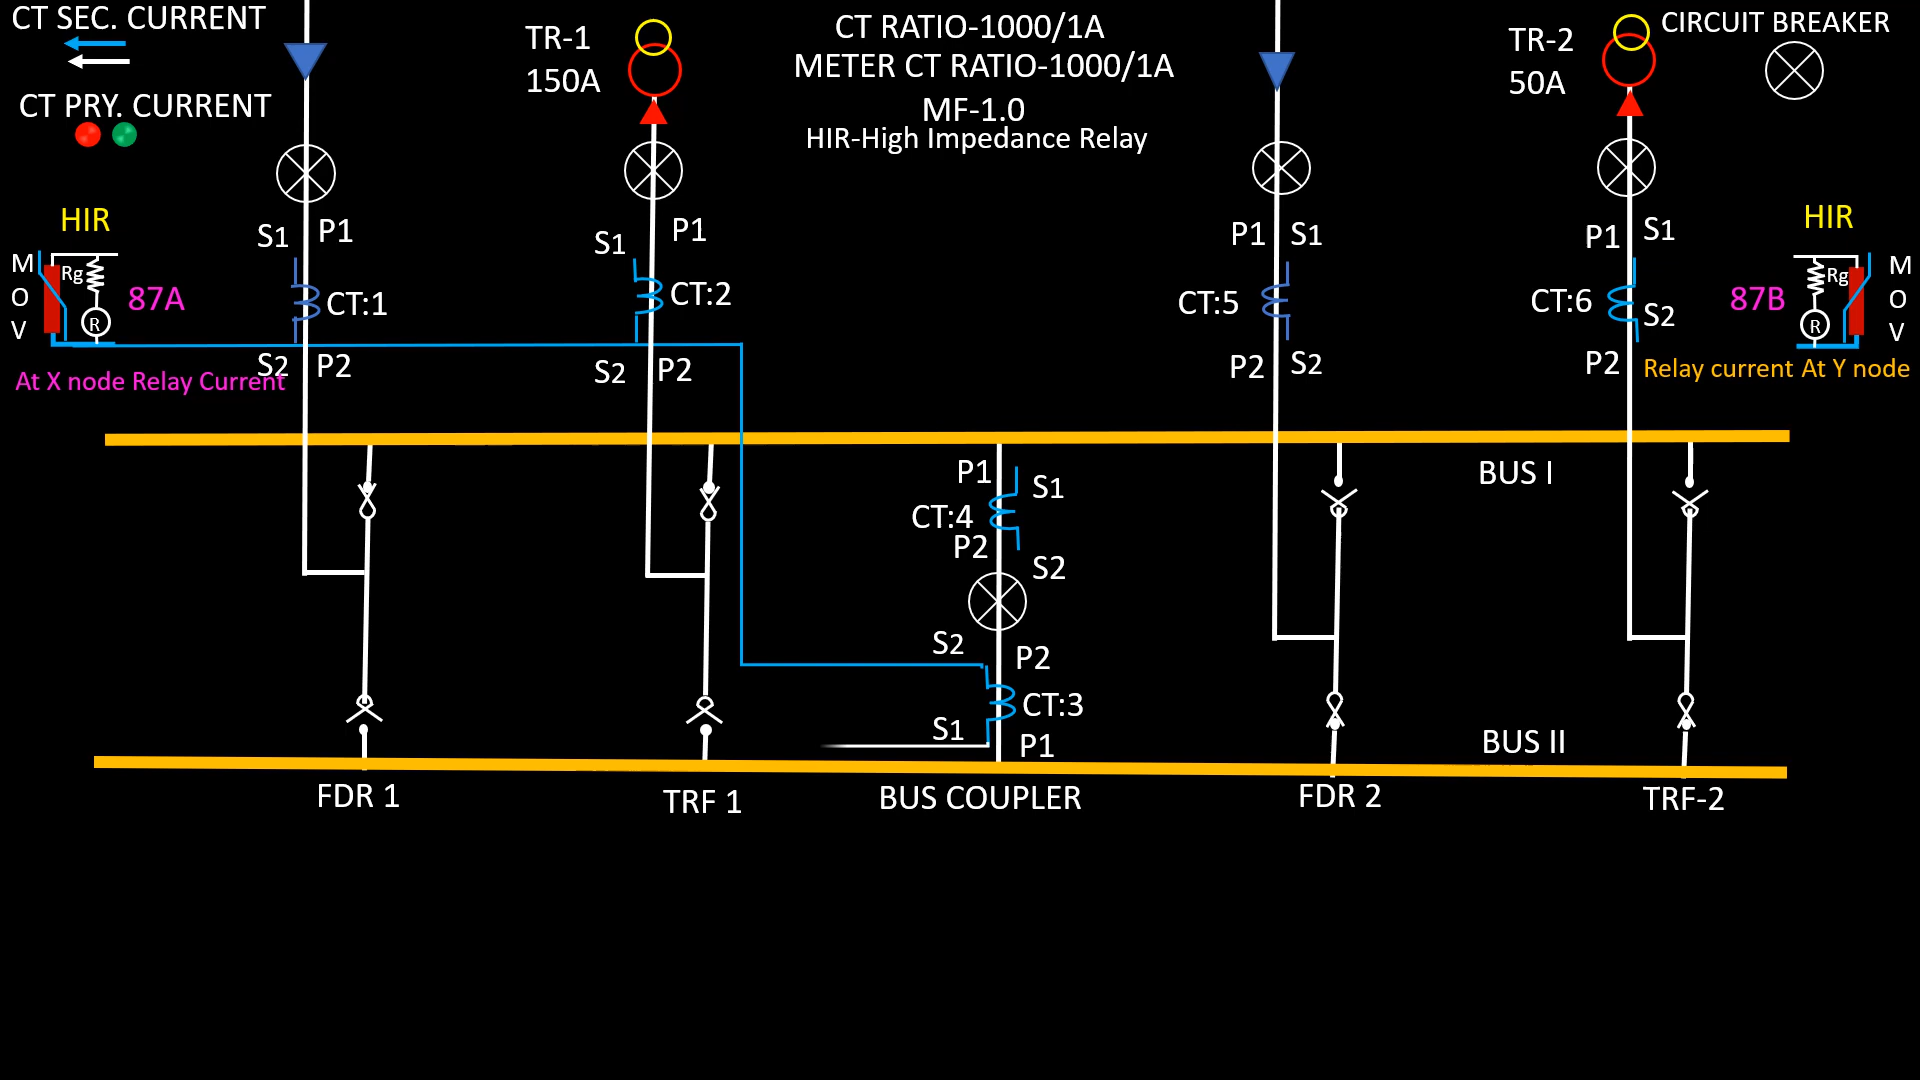 CT SEC. CURRENT
CT PRY. CURRENT
TR-1
150A
CT RATIO-1000/1A
METER CT RATIO-1000/1A
MF-1.0
HIR-High Impedance Relay
TR-2
50A
CIRCUIT BREAKER
HIR
M
O
V
Rg
R
87A
At X node Relay Current
S1 P1
CT:1
S2 P2
S1 P1
CT:2
S2 P2
P1 S1
CT:5
P2 S2
P1 S1
CT:6 S2
P2
HIR
87B
Rg
R
M
O
V
Relay current At Y node
BUS I
P1 S1
CT:4
P2 S2
S2 P2
CT:3
S1 P1
BUS II
FDR 1
TRF 1
BUS COUPLER
FDR 2
TRF-2